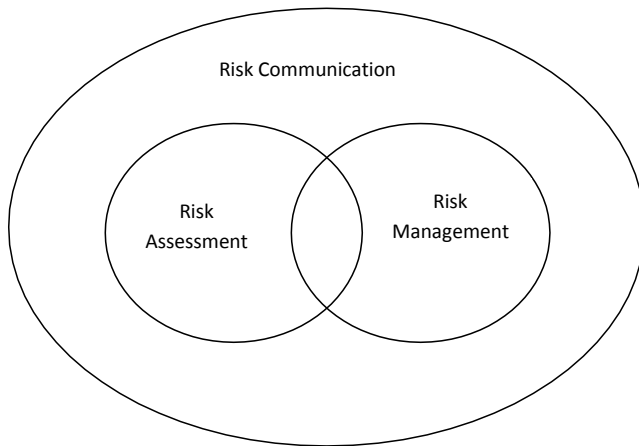 Risk Communication
Risk
Assessment
Risk
Management